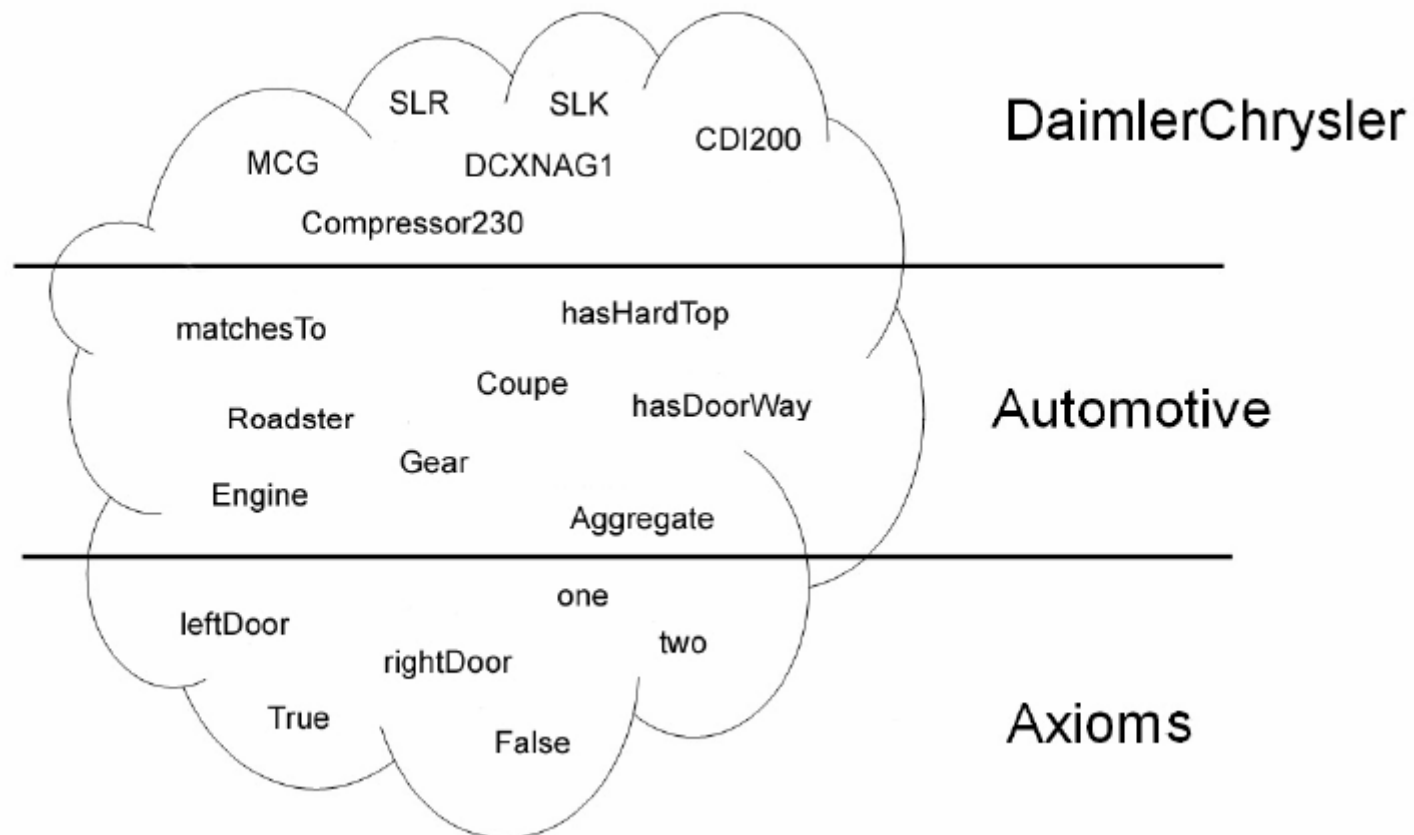 SLR
SLK
DaimlerChrysler
CDI200
MCG
DCXNAG1
Compressor230
hasHardTop
matchesTo
Coupe
hasDoorWay
Automotive
Roadster
Gear
Engine
Aggregate
one
leftDoor
two
rightDoor
True
Axioms
False